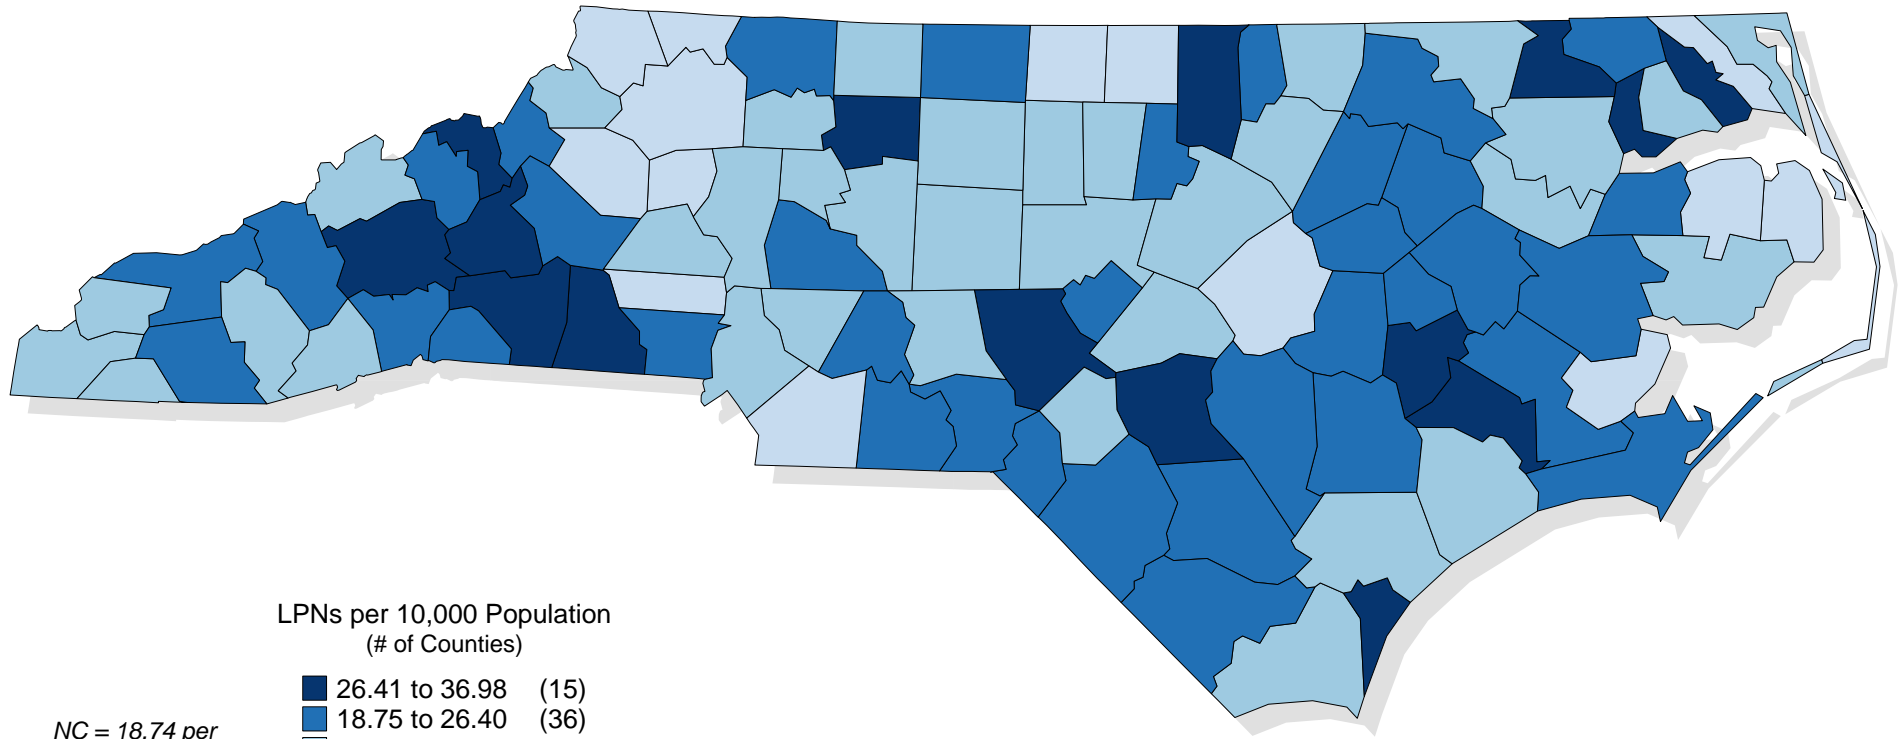 LPNs per 10,000 Population
(# of Counties)
26.41 to 36.98 (15)
18.75 to 26.40 (36)
NC = 18.74 per